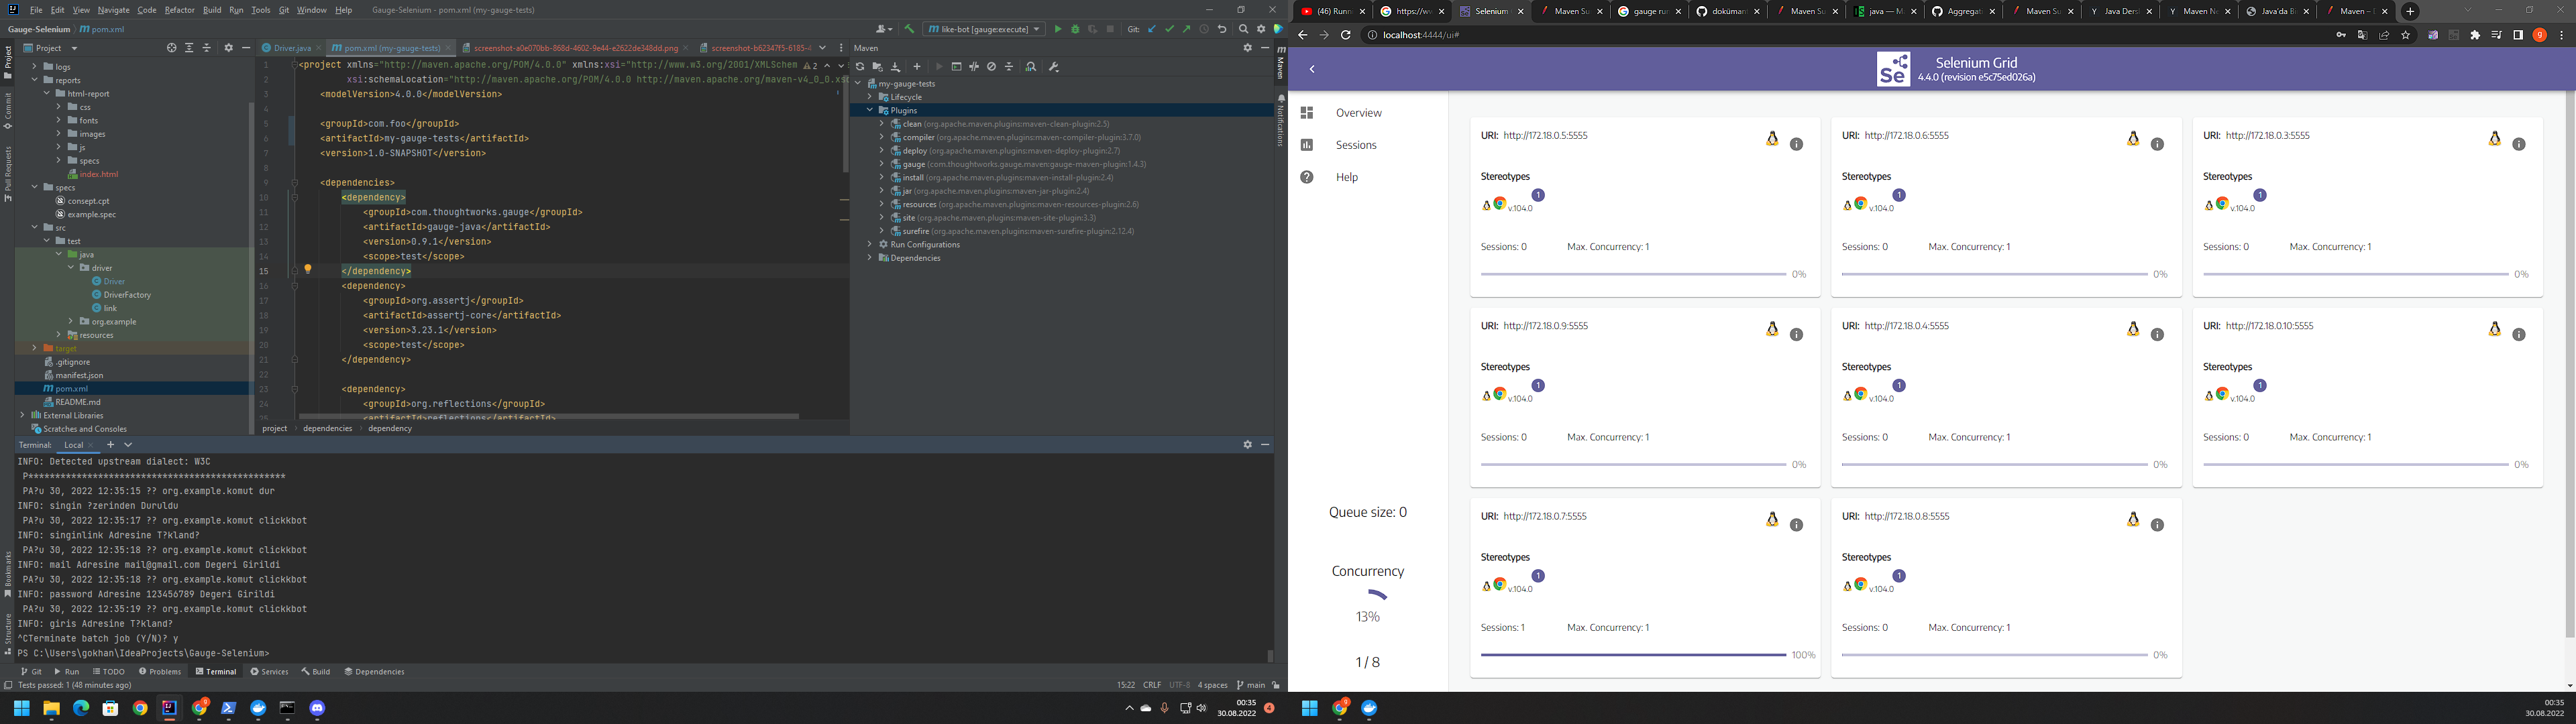 File Edit View Navigate Code Refactor Build Run Tools Git Window Help Gauge-Selenium - pom.xml (my-gauge-tests)
Gauge-Selenium pom.xml
like-bot [gauge:execute] Git:
Project
Driver.java pom.xml (my-gauge-tests) screenshot-a0e070bb-868d-4602-9e44-e2622de348dd.png screenshot-b62347f5-6185-4
Maven
logs
reports
html-report
css
fonts
images
js
specs
index.html
specs
consept.cpt
example.spec
src
test
java
driver
Driver
DriverFactory
link
org.example
resources
target
.gitignore
manifest.json
pom.xml
README.md
External Libraries
Scratches and Consoles
Project
Commit
Pull Requests
Bookmarks
Structure
1 <project xmlns="http://maven.apache.org/POM/4.0.0" xmlns:xsi="http://www.w3.org/2001/XMLSchem 2
2 xsi:schemaLocation="http://maven.apache.org/POM/4.0.0 http://maven.apache.org/maven-v4_0_0.xs
3 <modelVersion>4.0.0</modelVersion>
4
5 <groupId>com.foo</groupId>
6 <artifactId>my-gauge-tests</artifactId>
7 <version>1.0-SNAPSHOT</version>
8
9 <dependencies>
10 <dependency>
11 <groupId>com.thoughtworks.gauge</groupId>
12 <artifactId>gauge-java</artifactId>
13 <version>0.9.1</version>
14 <scope>test</scope>
15 </dependency>
16 <dependency>
17 <groupId>org.assertj</groupId>
18 <artifactId>assertj-core</artifactId>
19 <version>3.23.1</version>
20 <scope>test</scope>
21 </dependency>
22
23 <dependency>
24 <groupId>org.reflections</groupId>
25 <artifactId>reflections</artifactId>
project dependencies dependency
my-gauge-tests
Lifecycle
Plugins
clean (org.apache.maven.plugins:maven-clean-plugin:2.5)
compiler (org.apache.maven.plugins:maven-compiler-plugin:3.7.0)
deploy (org.apache.maven.plugins:maven-deploy-plugin:2.7)
gauge (com.thoughtworks.gauge.maven:gauge-maven-plugin:1.4.3)
install (org.apache.maven.plugins:maven-install-plugin:2.4)
jar (org.apache.maven.plugins:maven-jar-plugin:2.4)
resources (org.apache.maven.plugins:maven-resources-plugin:2.6)
site (org.apache.maven.plugins:maven-site-plugin:3.3)
surefire (org.apache.maven.plugins:maven-surefire-plugin:2.12.4)
Run Configurations
Dependencies
Maven
Notifications
Terminal: Local
INFO: Detected upstream dialect: W3C
P************************************************
PA?u 30, 2022 12:35:15 ?? org.example.komut dur
INFO: singin ?zerinden Duruldu
PA?u 30, 2022 12:35:17 ?? org.example.komut clickkbot
INFO: singinlink Adresine T?kland?
PA?u 30, 2022 12:35:18 ?? org.example.komut clickkbot
INFO: mail Adresine mail@gmail.com Degeri Girildi
PA?u 30, 2022 12:35:18 ?? org.example.komut clickkbot
INFO: password Adresine 123456789 Degeri Girildi
PA?u 30, 2022 12:35:19 ?? org.example.komut clickkbot
INFO: giris Adresine T?kland?
^CTerminate batch job (Y/N)? y
PS C:\Users\gokhan\IdeaProjects\Gauge-Selenium>
Git Run TODO Problems Terminal Services Build Dependencies
Tests passed: 1 (48 minutes ago) 15:22 CRLF UTF-8 4 spaces main
00:35
30.08.2022 4
(46) Runn https://w Selenium Maven Su gauge ru dokümar Maven Su java — M Aggregat Maven Su Java Dersl Maven Ne Java'da Bi Maven – E
localhost:4444/ui#
Selenium Grid
4.4.0 (revision e5c75ed026a)
Overview
Sessions
Help
Queue size: 0
Concurrency
13%
1 / 8
URI: http://172.18.0.5:5555
Stereotypes
1
v.104.0
Sessions: 0 Max. Concurrency: 1
0%
URI: http://172.18.0.6:5555
Stereotypes
1
v.104.0
Sessions: 0 Max. Concurrency: 1
0%
URI: http://172.18.0.3:5555
Stereotypes
1
v.104.0
Sessions: 0 Max. Concurrency: 1
0%
URI: http://172.18.0.9:5555
Stereotypes
1
v.104.0
Sessions: 0 Max. Concurrency: 1
0%
URI: http://172.18.0.4:5555
Stereotypes
1
v.104.0
Sessions: 0 Max. Concurrency: 1
0%
URI: http://172.18.0.10:5555
Stereotypes
1
v.104.0
Sessions: 0 Max. Concurrency: 1
0%
URI: http://172.18.0.7:5555
Stereotypes
1
v.104.0
Sessions: 1 Max. Concurrency: 1
100%
URI: http://172.18.0.8:5555
Stereotypes
1
v.104.0
Sessions: 0 Max. Concurrency: 1
0%
00:35
30.08.2022